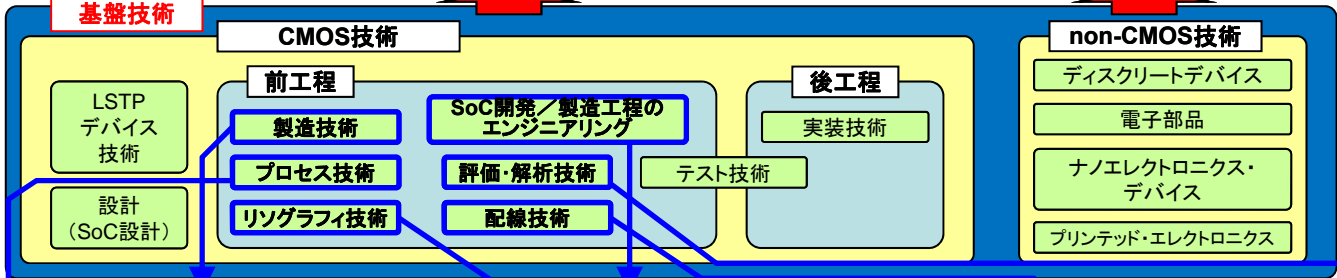 基盤技術
CMOS技術
LSTP
デバイス
技術
設計
(SoC設計)
前工程
製造技術
プロセス技術
リソグラフィ技術
SoC開発/製造工程の
エンジニアリング
評価・解析技術
配線技術
テスト技術
後工程
実装技術
non-CMOS技術
ディスクリートデバイス
電子部品
ナノエレクトロニクス・
デバイス
プリンテッド・エレクトロニクス